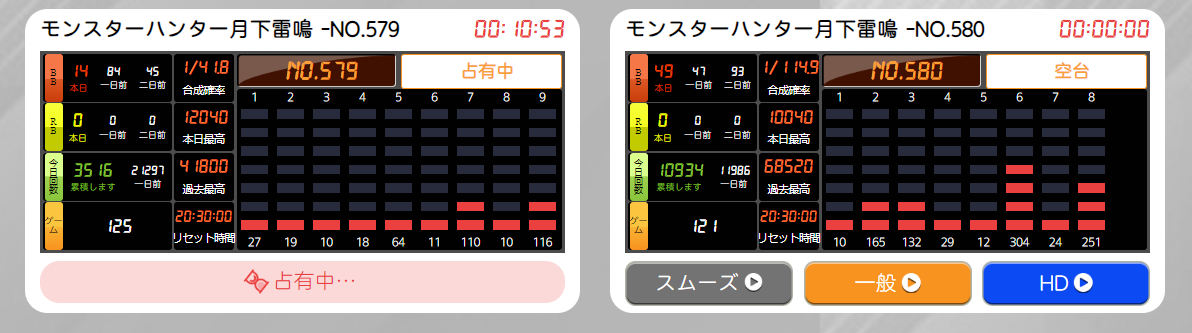 モンスターハンター月下雷鳴 -NO.579
00:10:53
BB
14 84 45
本日 一日前 二日前
1/41.8
合成確率
NO.579
占有中
1 2 3 4 5 6 7 8 9
RB
0 0 0
本日 一日前 二日前
12040
本日最高
今日回数
3516 21297
累積します 一日前
41800
過去最高
ゲーム
125
20:30:00
リセット時間
27 19 10 18 64 11 110 10 116
占有中…
モンスターハンター月下雷鳴 -NO.580
00:00:00
BB
49 47 93
本日 一日前 二日前
1/114.9
合成確率
NO.580
空台
1 2 3 4 5 6 7 8
RB
0 0 0
本日 一日前 二日前
10040
本日最高
今日回数
10934 11986
累積します 一日前
68520
過去最高
ゲーム
121
20:30:00
リセット時間
10 165 132 29 12 304 24 251
スムーズ
一般
HD